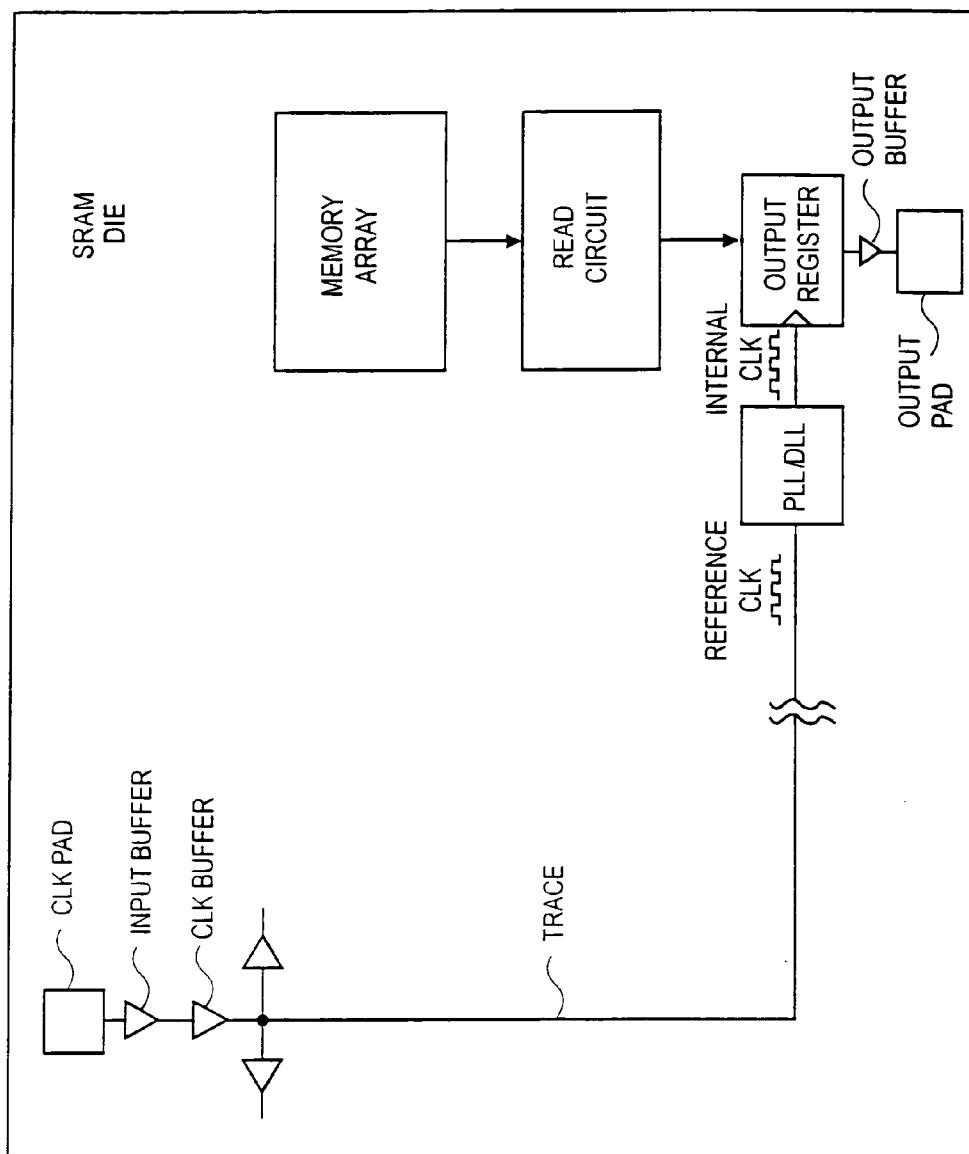 SRAM
DIE
CLK PAD
INPUT BUFFER
CLK BUFFER
TRACE
REFERENCE
CLK
PLL/DLL
INTERNAL
CLK
MEMORY
ARRAY
READ
CIRCUIT
OUTPUT
REGISTER
OUTPUT
BUFFER
OUTPUT
PAD